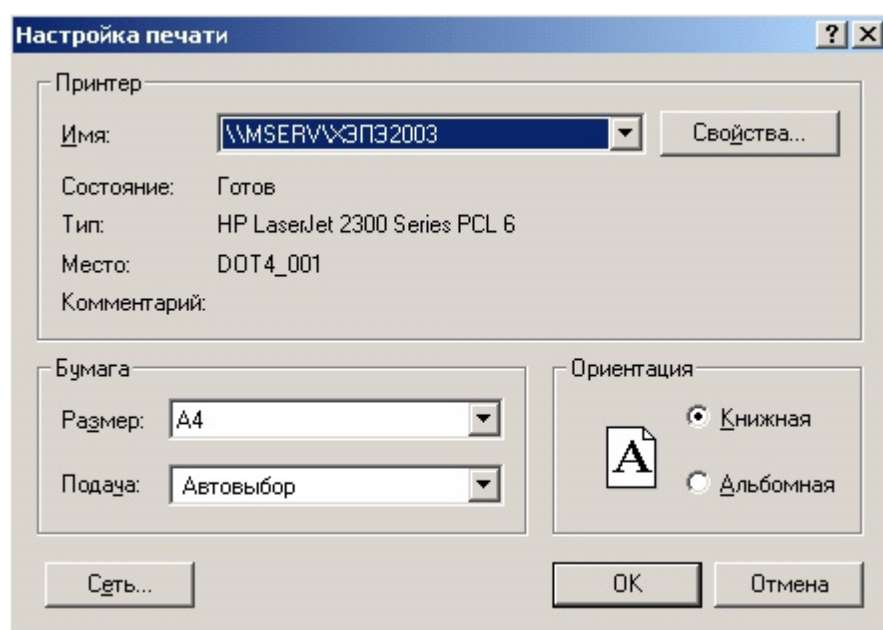 Настройка печати
Принтер
Имя: \\MSERV\ХЭПЭ2003 Свойства...
Состояние: Готов
Тип: HP LaserJet 2300 Series PCL 6
Место: DOT4_001
Комментарий:
Бумага
Размер: A4
Подача: Автовыбор
Ориентация
A
Книжная
Альбомная
Сеть... OK Отмена